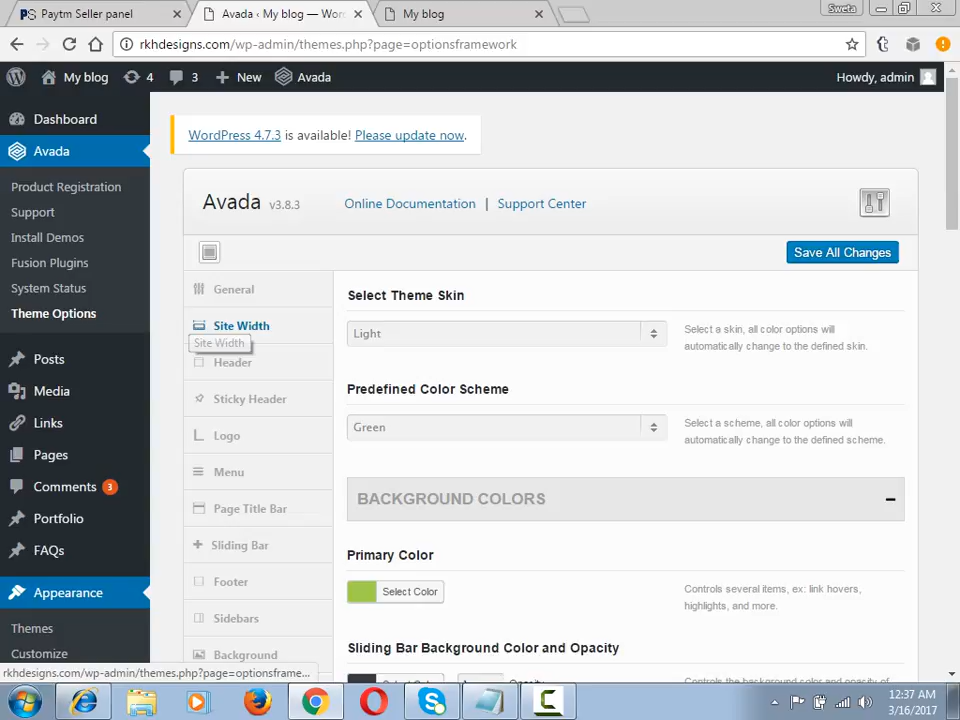 Paytm Seller panel
Avada ‹ My blog — Wor
My blog
Sweta
rkhdesigns.com/wp-admin/themes.php?page=optionsframework
My blog
4
3
New
Avada
Howdy, admin
Dashboard
Avada
Product Registration
Support
Install Demos
Fusion Plugins
System Status
Theme Options
Posts
Media
Links
Pages
Comments 3
Portfolio
FAQs
Appearance
Themes
Customize
WordPress 4.7.3 is available! Please update now.
Avada v3.8.3
Online Documentation | Support Center
Save All Changes
General
Site Width
Site Width
Header
Sticky Header
Logo
Menu
Page Title Bar
Sliding Bar
Footer
Sidebars
Background
Select Theme Skin
Light
Select a skin, all color options will
automatically change to the defined skin.
Predefined Color Scheme
Green
Select a scheme, all color options will
automatically change to the defined scheme.
BACKGROUND COLORS
Primary Color
Select Color
Controls several items, ex: link hovers,
highlights, and more.
Sliding Bar Background Color and Opacity
rkhdesigns.com/wp-admin/themes.php?page=optionsframe...
12:37 AM
3/16/2017